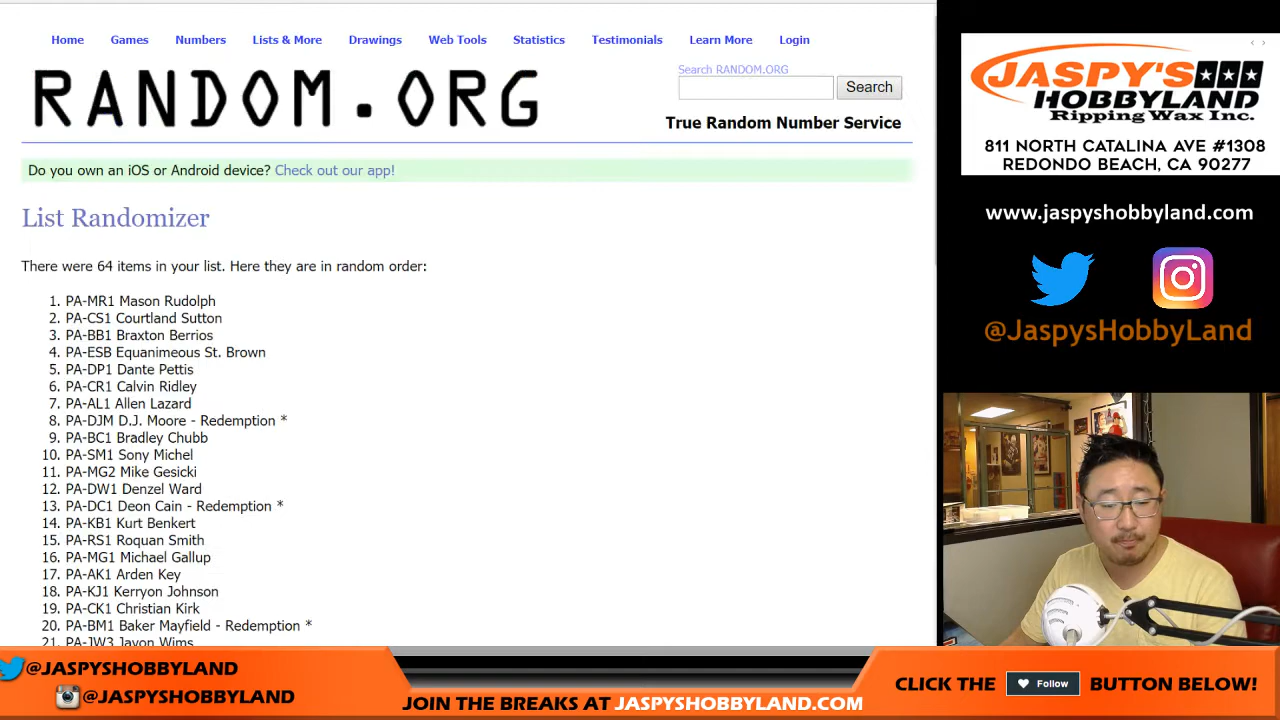 Home Games Numbers Lists & More Drawings Web Tools Statistics Testimonials Learn More Login
RANDOM.ORG
Search RANDOM.ORG
Search
True Random Number Service
Do you own an iOS or Android device? Check out our app!
List Randomizer
There were 64 items in your list. Here they are in random order:
1. PA-MR1 Mason Rudolph
2. PA-CS1 Courtland Sutton
3. PA-BB1 Braxton Berrios
4. PA-ESB Equanimeous St. Brown
5. PA-DP1 Dante Pettis
6. PA-CR1 Calvin Ridley
7. PA-AL1 Allen Lazard
8. PA-DJM D.J. Moore - Redemption *
9. PA-BC1 Bradley Chubb
10. PA-SM1 Sony Michel
11. PA-MG2 Mike Gesicki
12. PA-DW1 Denzel Ward
13. PA-DC1 Deon Cain - Redemption *
14. PA-KB1 Kurt Benkert
15. PA-RS1 Roquan Smith
16. PA-MG1 Michael Gallup
17. PA-AK1 Arden Key
18. PA-KJ1 Kerryon Johnson
19. PA-CK1 Christian Kirk
20. PA-BM1 Baker Mayfield - Redemption *
21. PA-JW3 Javon Wims
JASPY'S
HOBBYLAND
Ripping Wax Inc.
811 NORTH CATALINA AVE #1308
REDONDO BEACH, CA 90277
www.jaspyshobbyland.com
@JaspysHobbyLand
@JASPYSHOBBYLAND
@JASPYSHOBBYLAND
JOIN THE BREAKS AT JASPYSHOBBYLAND.COM
CLICK THE Follow BUTTON BELOW!